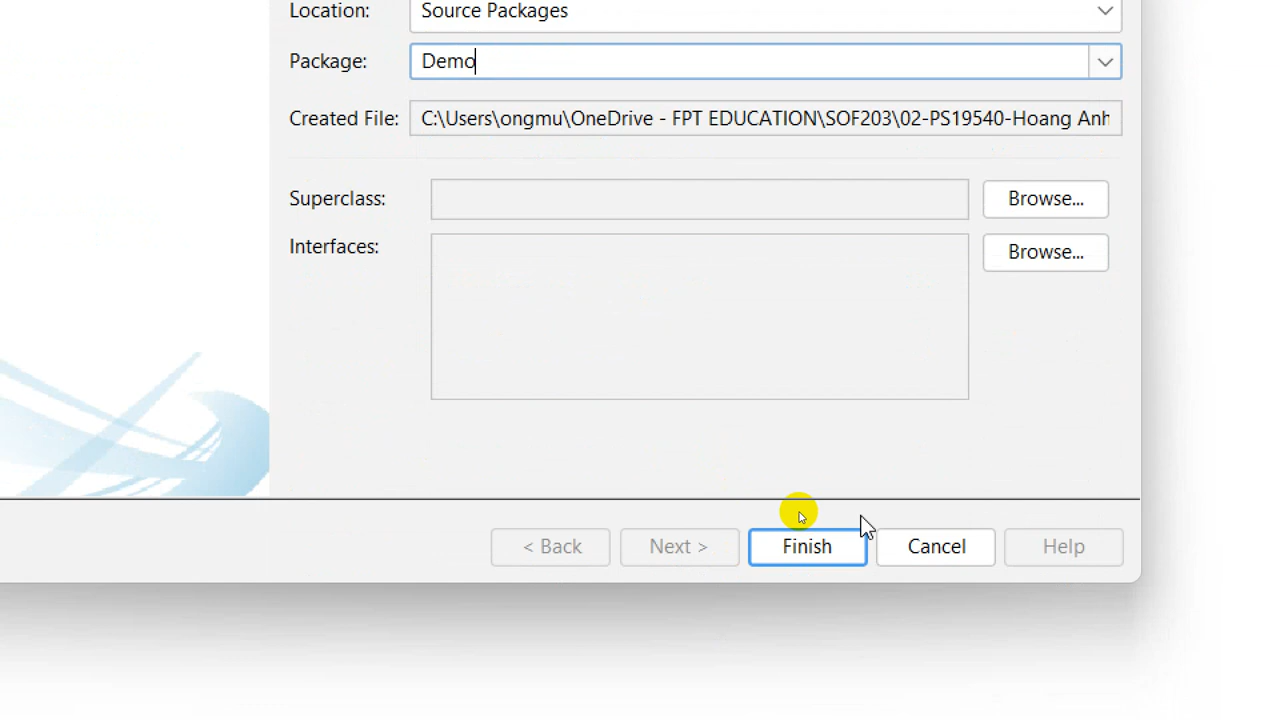 Location: Source Packages
Package: Demo
Created File: C:\Users\ongmu\OneDrive - FPT EDUCATION\SOF203\02-PS19540-Hoang Anh
Superclass: Browse...
Interfaces: Browse...
< Back Next > Finish Cancel Help